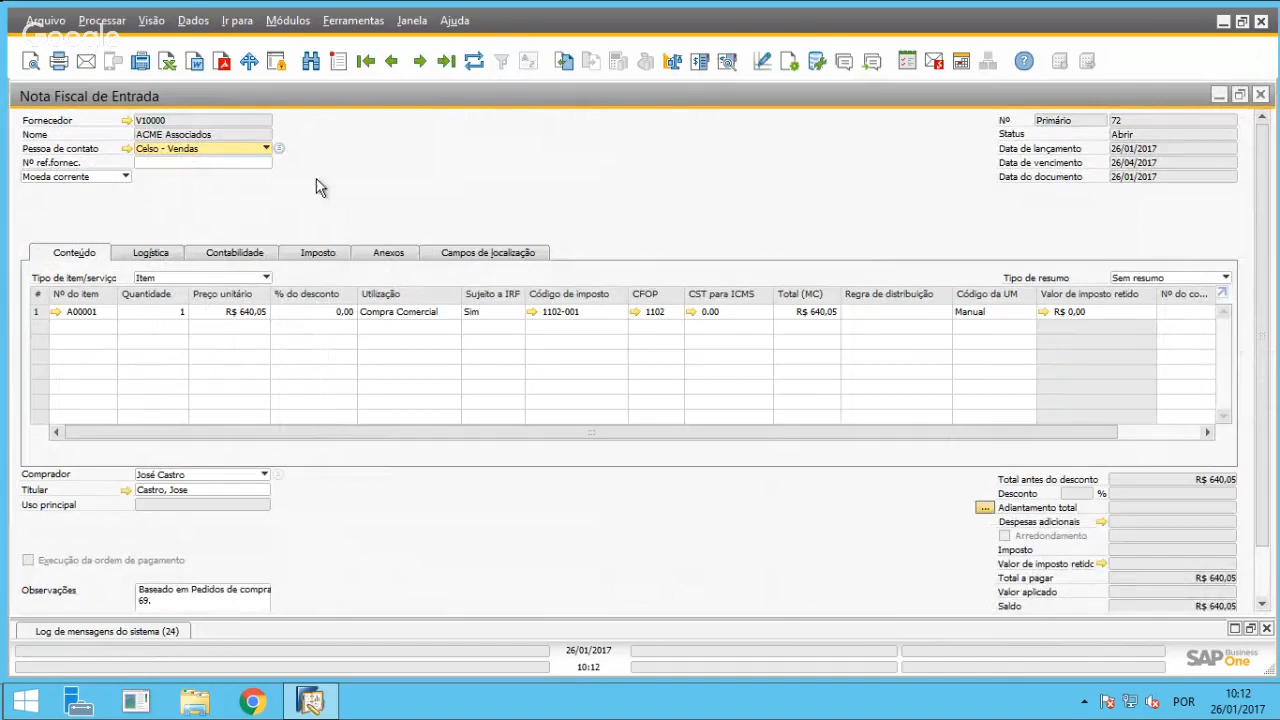 Arquivo Processar Visão Dados Ir para Módulos Ferramentas Janela Ajuda
Google
Nota Fiscal de Entrada
Fornecedor V10000
Nome ACME Associados
Pessoa de contato Celso - Vendas
Nº ref.fornec.
Moeda corrente
Nº Primário 72
Status Abrir
Data de lançamento 26/01/2017
Data de vencimento 26/04/2017
Data do documento 26/01/2017
Conteúdo Logística Contabilidade Imposto Anexos Campos de localização
Tipo de item/serviço Item Tipo de resumo Sem resumo
# Nº do item Quantidade Preço unitário % do desconto Utilização Sujeito a IRF Código de imposto CFOP CST para ICMS Total (MC) Regra de distribuição Código da UM Valor de imposto retido Nº do co...
1 A00001 1 R$ 640,05 0,00 Compra Comercial Sim 1102-001 1102 0.00 R$ 640,05 Manual R$ 0,00
Comprador José Castro
Titular Castro, Jose
Uso principal
Execução da ordem de pagamento
Observações Baseado em Pedidos de compra
69.
Total antes do desconto R$ 640,05
Desconto %
... Adiantamento total
Despesas adicionais
Arredondamento
Imposto
Valor de imposto retido
Total a pagar R$ 640,05
Valor aplicado
Saldo R$ 640,05
Log de mensagens do sistema (24)
26/01/2017
10:12
SAP Business One
POR 10:12
26/01/2017